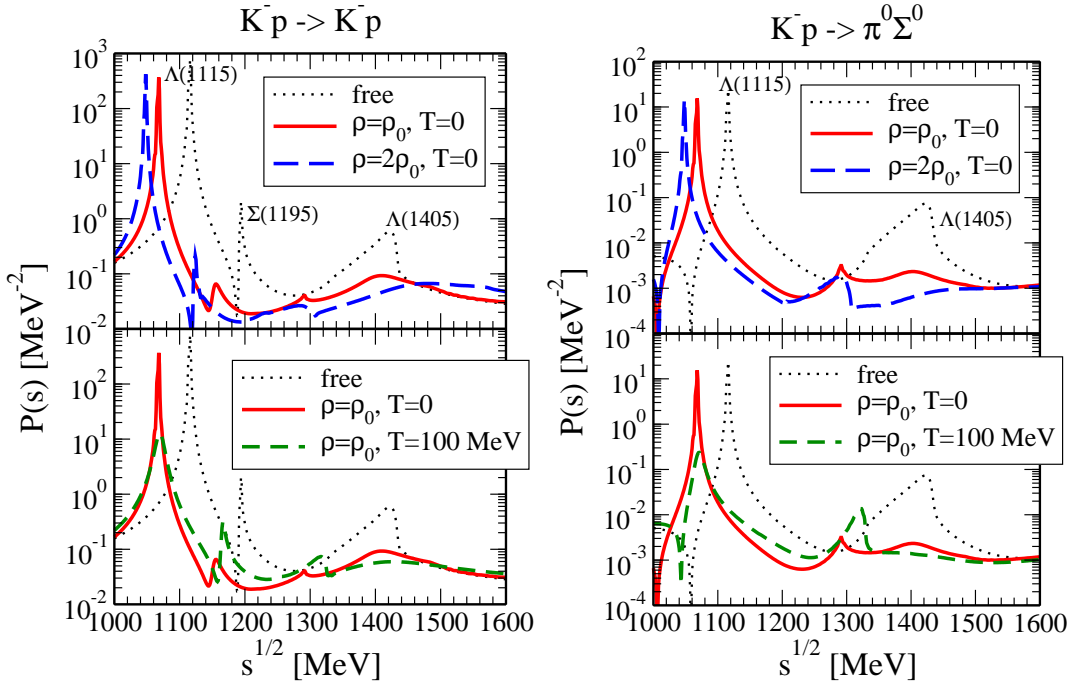 K⁻p -> K⁻p
K⁻p -> π⁰Σ⁰
P(s) [MeV⁻²]
10³
10²
10¹
10⁰
10⁻¹
10⁻²
Λ(1115)
Σ(1195)
Λ(1405)
free
ρ=ρ₀, T=0
ρ=2ρ₀, T=0
10²
10¹
10⁰
10⁻¹
10⁻²
free
ρ=ρ₀, T=0
ρ=ρ₀, T=100 MeV
1000 1100 1200 1300 1400 1500 1600
s^1/2 [MeV]
P(s) [MeV⁻²]
10²
10¹
10⁰
10⁻¹
10⁻²
10⁻³
10⁻⁴
Λ(1115)
Λ(1405)
free
ρ=ρ₀, T=0
ρ=2ρ₀, T=0
10¹
10⁰
10⁻¹
10⁻²
10⁻³
10⁻⁴
free
ρ=ρ₀, T=0
ρ=ρ₀, T=100 MeV
1000 1100 1200 1300 1400 1500 1600
s^1/2 [MeV]